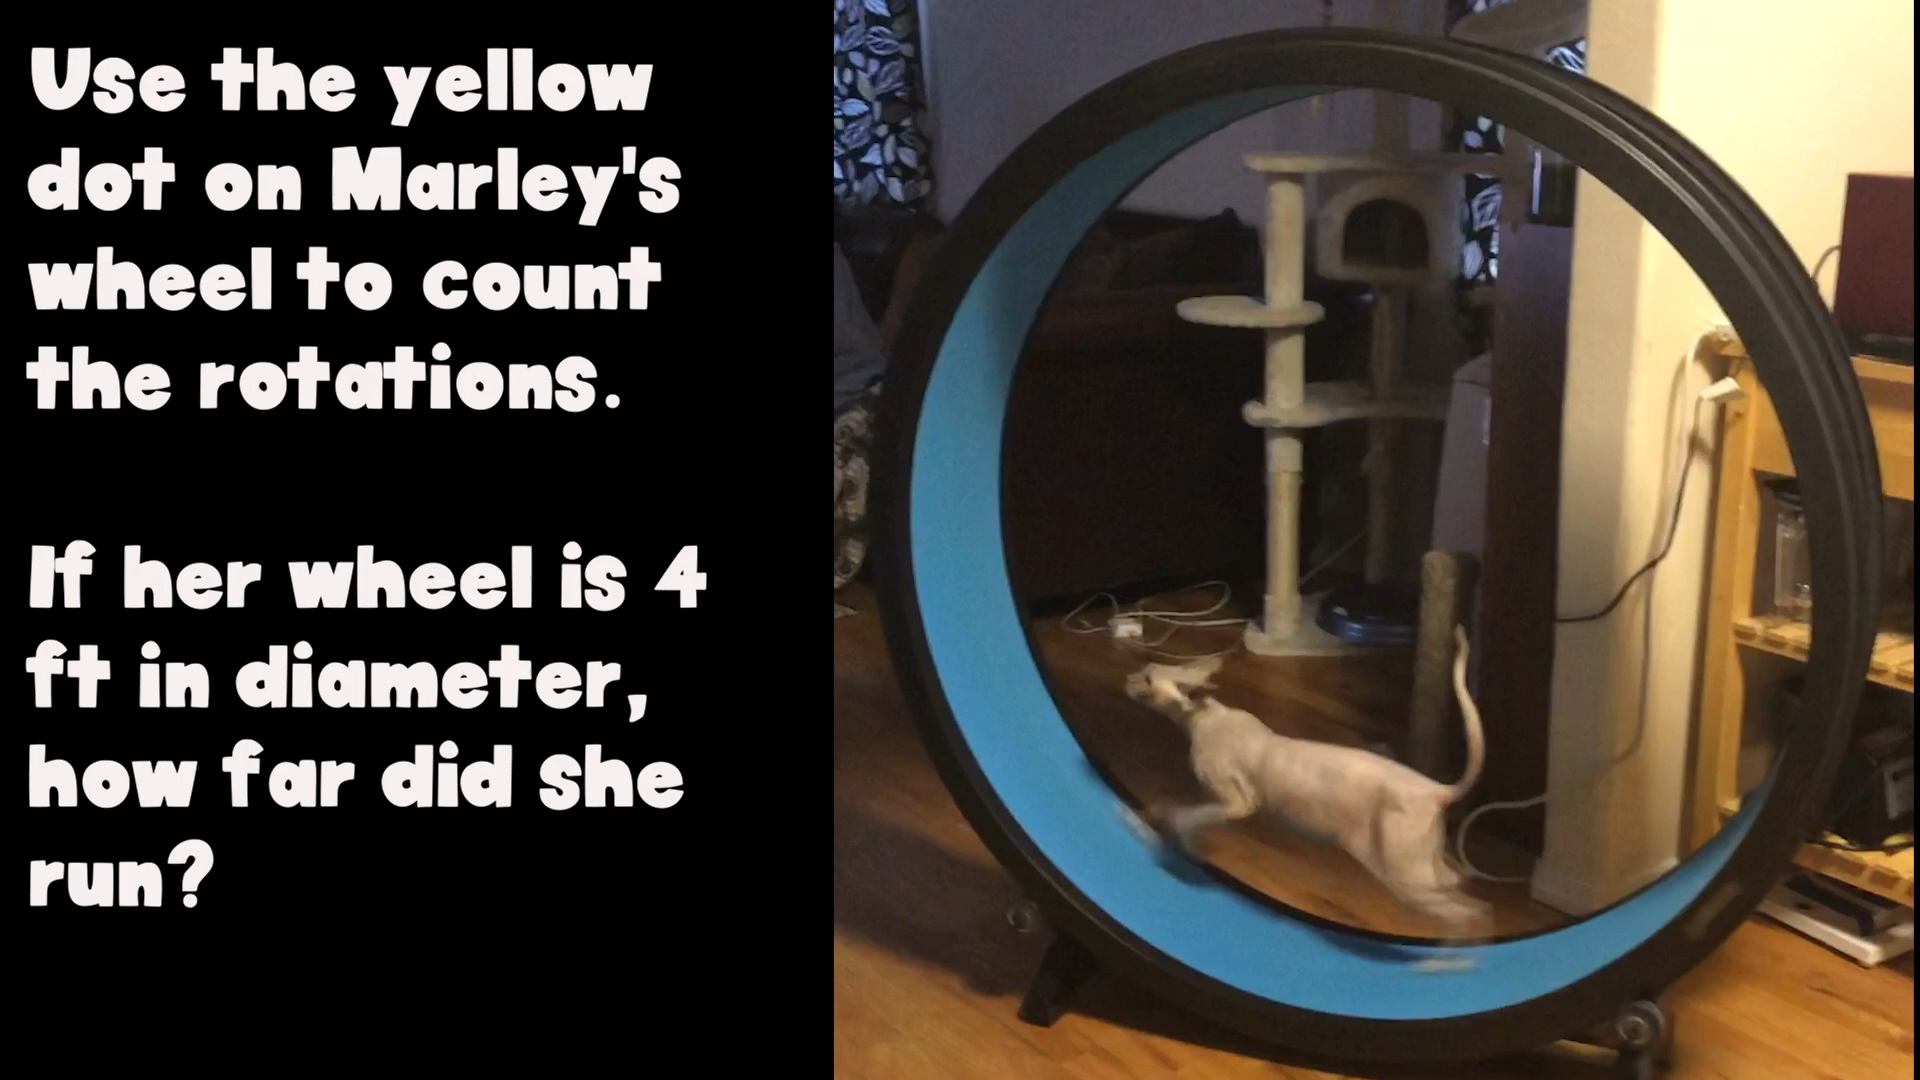 Use the yellow
dot on Marley's
wheel to count
the rotations.
If her wheel is 4
ft in diameter,
how far did she
run?